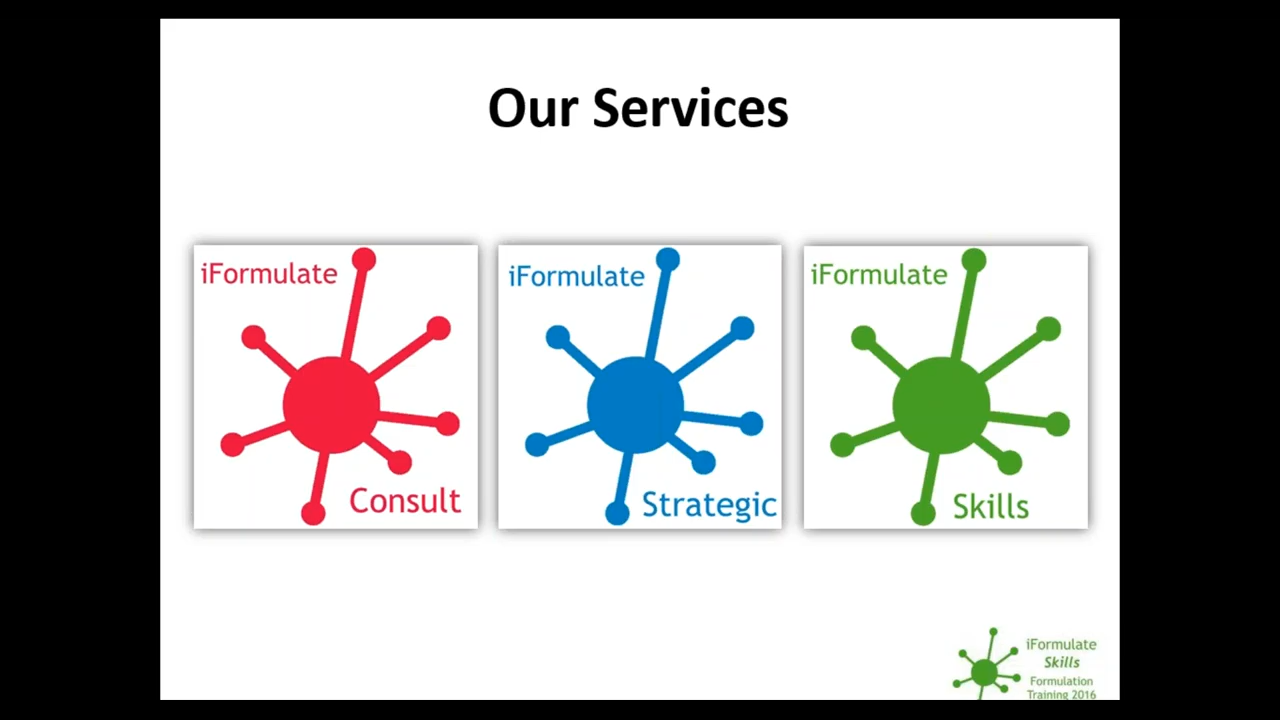 Our Services
iFormulate
Consult
iFormulate
Strategic
iFormulate
Skills
iFormulate
Skills
Formulation
Training 2016